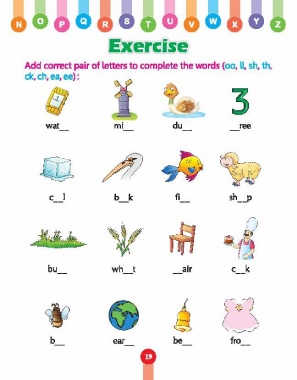 N O P Q R S T U V W X Y Z
Exercise
Add correct pair of letters to complete the words (oo, ll, sh, th,
ck, ch, ea, ee) :
wat__ mi__ du__ __ree
c__l b__k fi__ sh__p
bu__ wh__t __air c__k
b__ ear__ be__ fro__
19